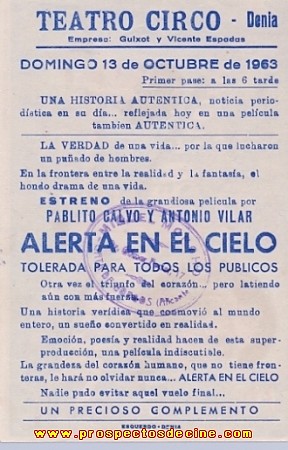 TEATRO CIRCO - Denia
Empresa: Guixot y Vicente Espadas
DOMINGO 13 de OCTUBRE de 1963
Primer pase: a las 6 tarde
UNA HISTORIA AUTENTICA, noticia perio-
dística en su día... reflejada hoy en una película
tambien AUTENTICA.
LA VERDAD de una vida... por la que lucharon
un puñado de hombres.
En la frontera entre la realidad y la fantasía, el
hondo drama de una vida.
ESTRENO de la grandiosa película por
PABLITO CALVO Y ANTONIO VILAR
ALERTA EN EL CIELO
TOLERADA PARA TODOS LOS PUBLICOS
Otra vez el triunfo del corazón... pero latiendo
aún con más fuerza.
Una historia verídica que conmovió al mundo
entero, un sueño convertido en realidad.
Emoción, poesía y realidad hacen de esta super-
producción, una película indiscutible.
La grandeza del corazón humano, que no tiene fron-
teras, le hará no olvidar nunca... ALERTA EN EL CIELO
Nadie pudo evitar aquel vuelo final...
UN PRECIOSO COMPLEMENTO
ESQUERDO-DENIA
www.prospectosdecine.com